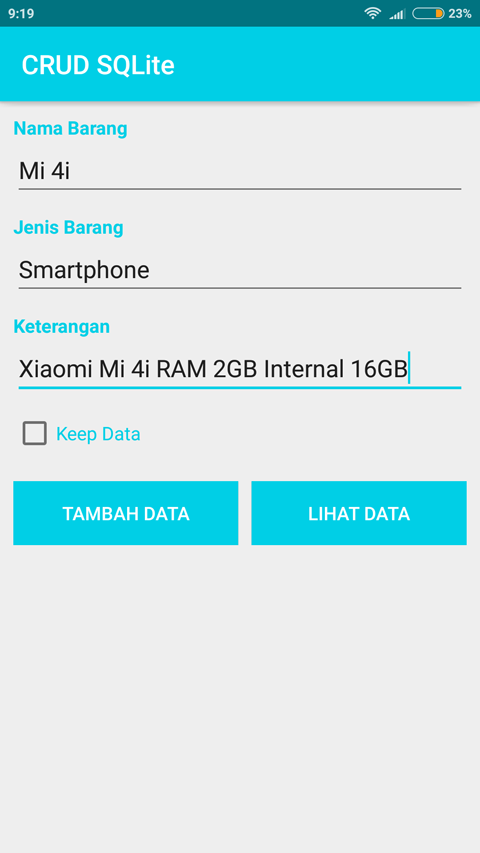 9:19 23%
CRUD SQLite
Nama Barang
Mi 4i
Jenis Barang
Smartphone
Keterangan
Xiaomi Mi 4i RAM 2GB Internal 16GB
Keep Data
TAMBAH DATA LIHAT DATA